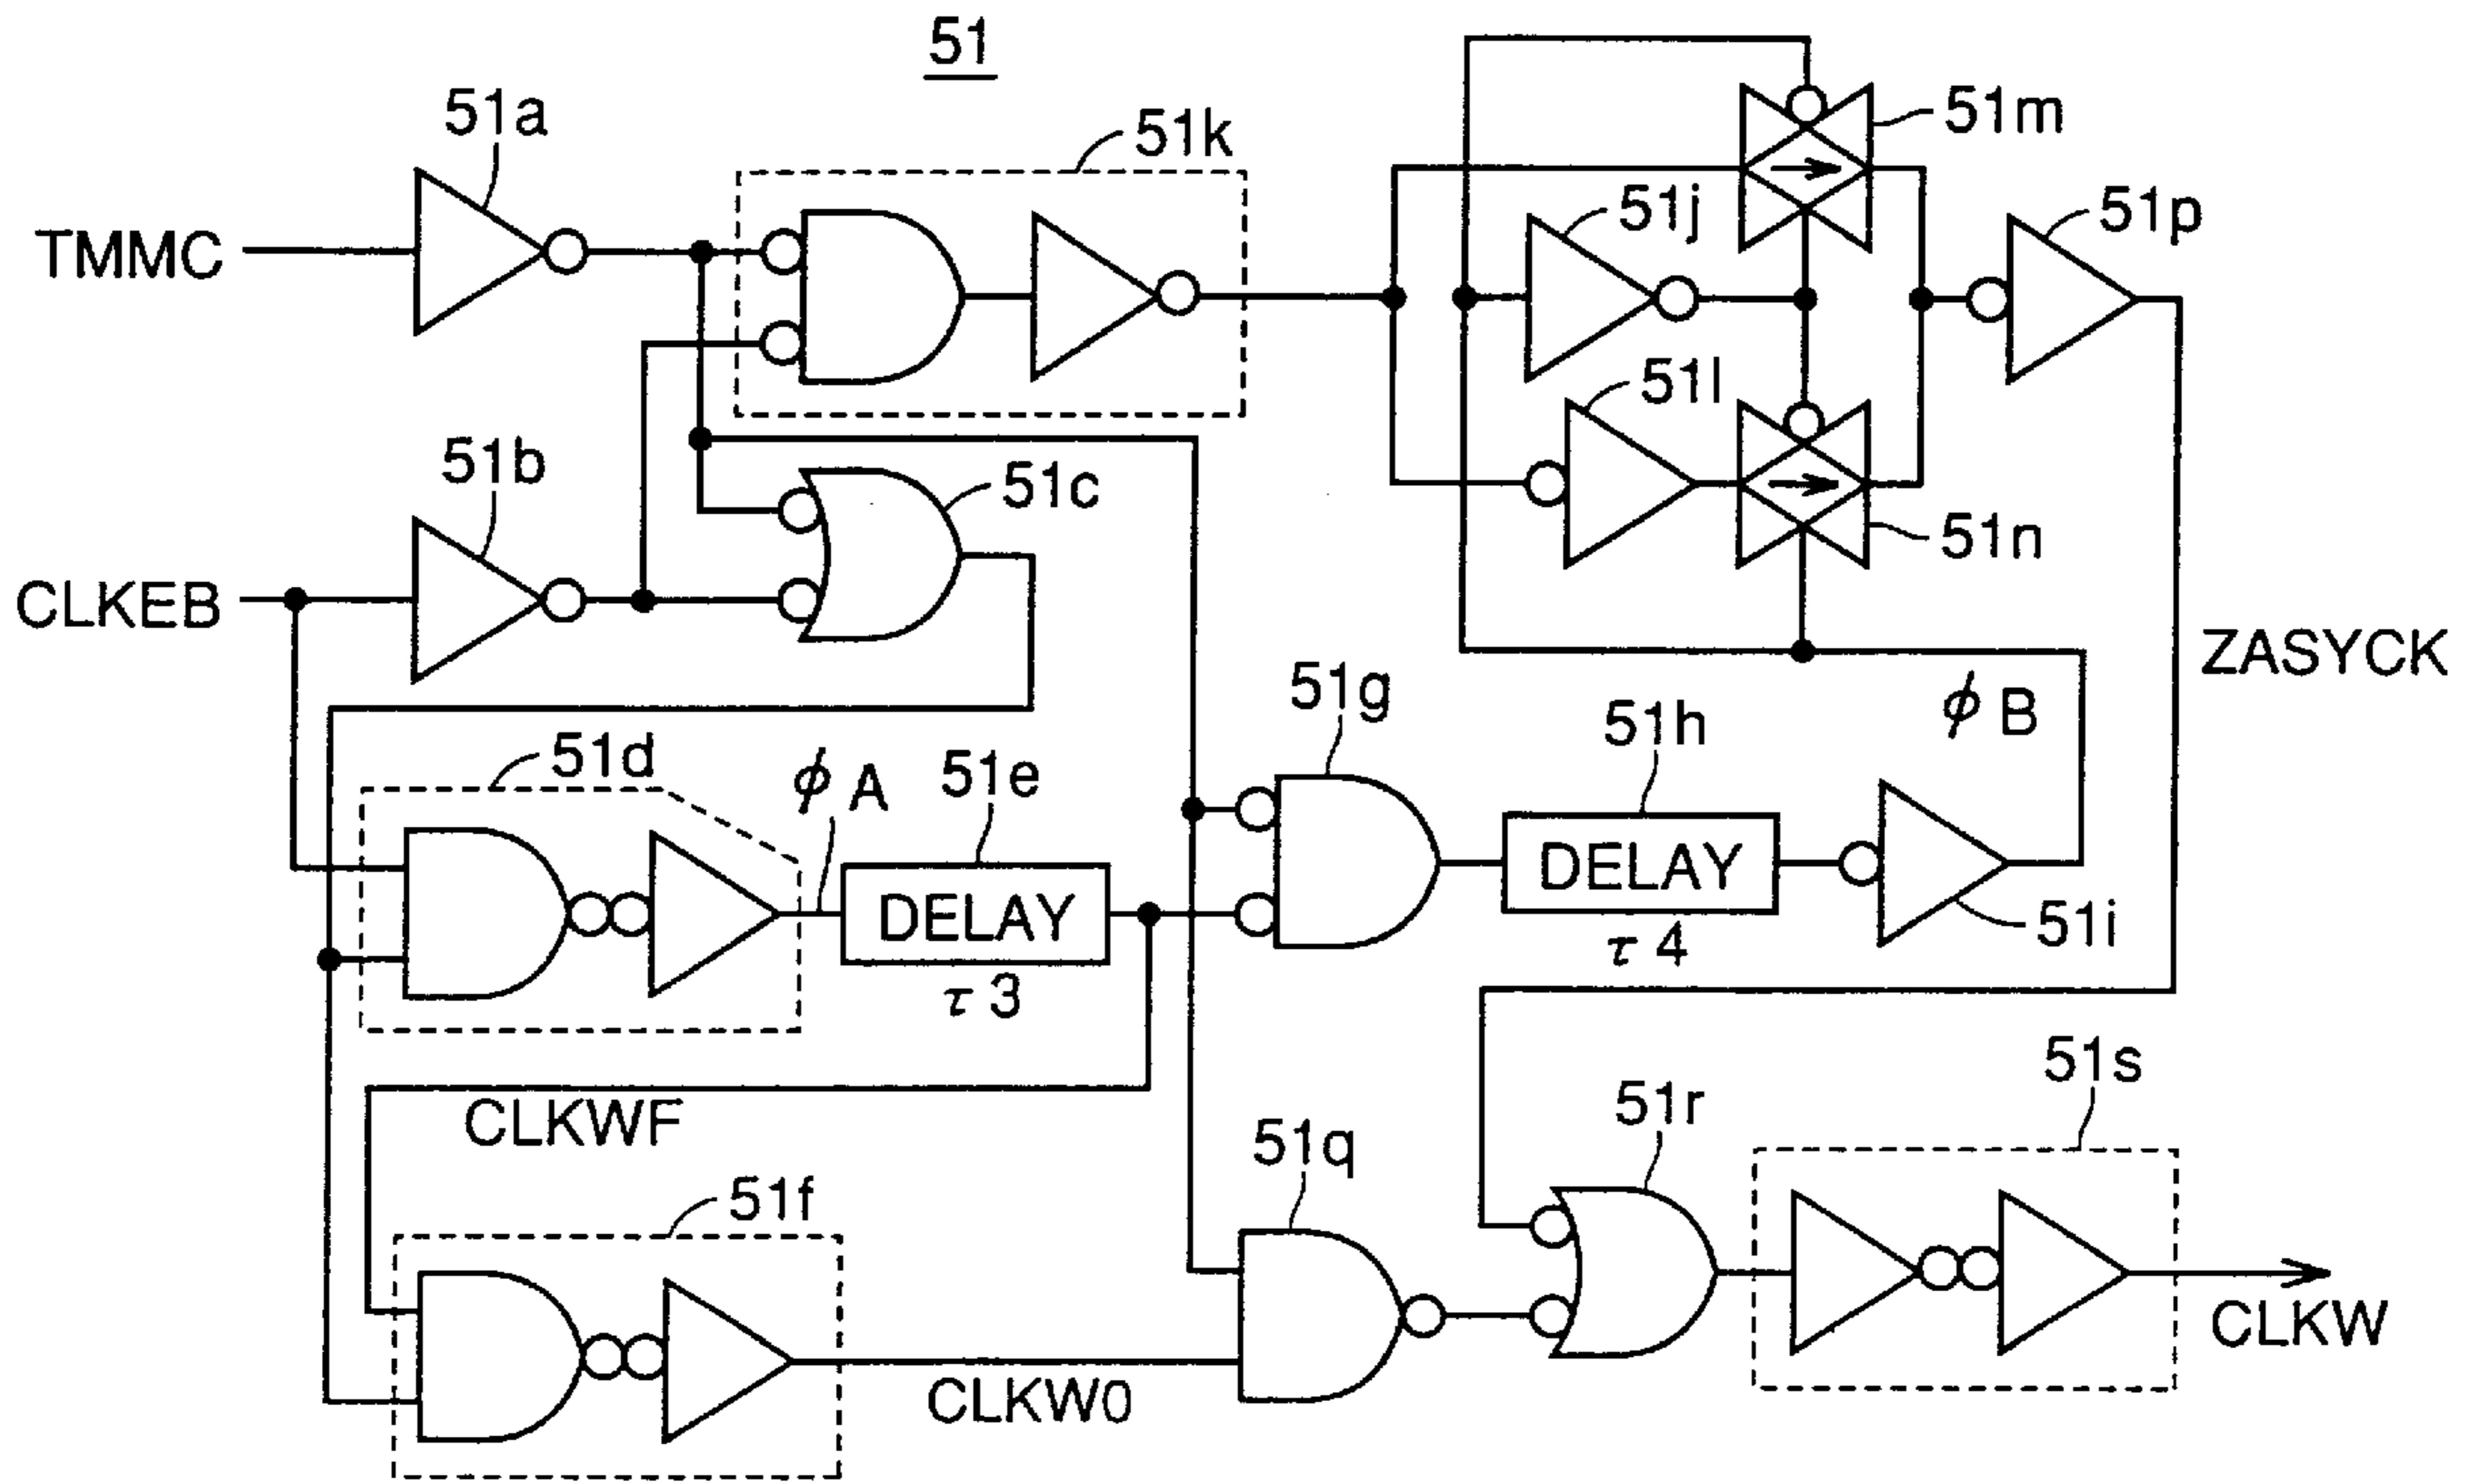 51
51a
51k
51m
51j
51p
TMMC
51l
51b
51c
51n
CLKEB
ZASYCK
51g
φB
51h
51d
φA
51e
DELAY
DELAY
51i
τ4
τ3
51s
51r
CLKWF
51q
51f
CLKW
CLKW0